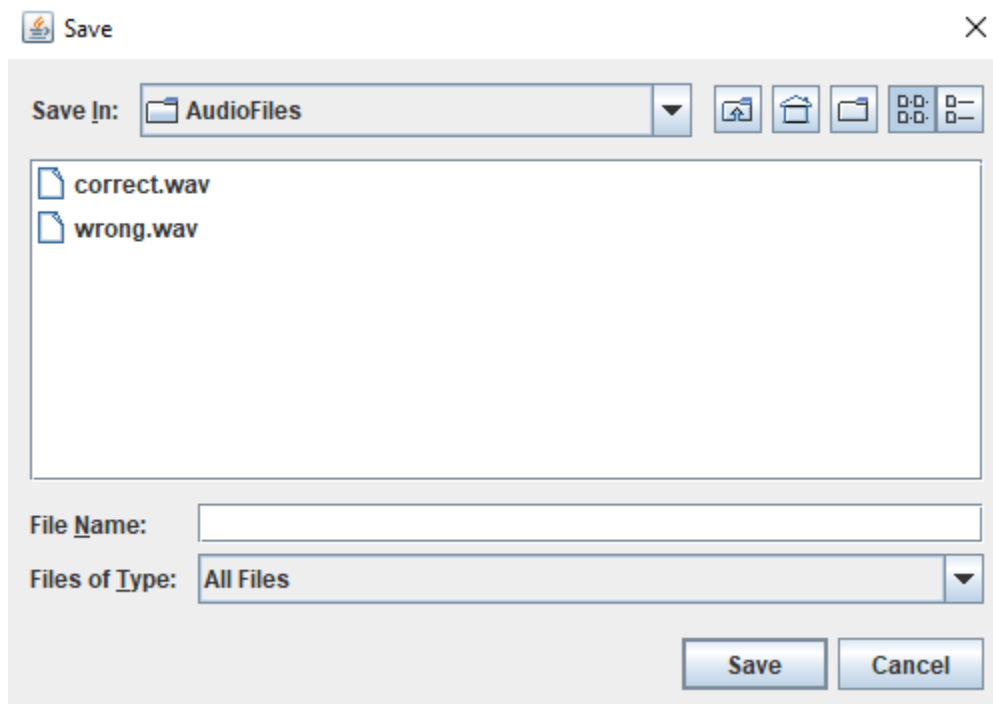 Save
Save In: AudioFiles
correct.wav
wrong.wav
File Name:
Files of Type: All Files
Save Cancel